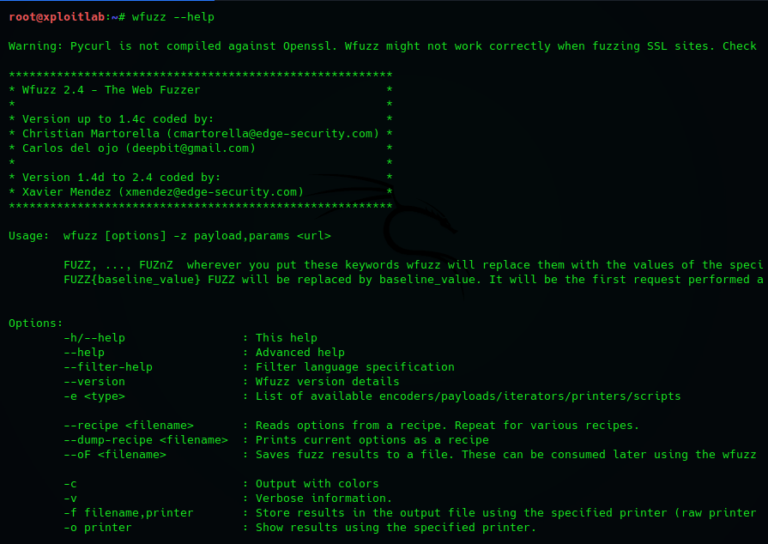 root@xploitlab:~# wfuzz --help
Warning: Pycurl is not compiled against Openssl. Wfuzz might not work correctly when fuzzing SSL sites. Check
********************************************************
* Wfuzz 2.4 - The Web Fuzzer                           *
*                                                      *
* Version up to 1.4c coded by:                         *
* Christian Martorella (cmartorella@edge-security.com) *
* Carlos del ojo (deepbit@gmail.com)                   *
*                                                      *
* Version 1.4d to 2.4 coded by:                        *
* Xavier Mendez (xmendez@edge-security.com)            *
********************************************************
Usage:  wfuzz [options] -z payload,params <url>
        FUZZ, ..., FUZnZ  wherever you put these keywords wfuzz will replace them with the values of the speci
        FUZZ{baseline_value} FUZZ will be replaced by baseline_value. It will be the first request performed a
Options:
        -h/--help                 : This help
        --help                    : Advanced help
        --filter-help             : Filter language specification
        --version                 : Wfuzz version details
        -e <type>                 : List of available encoders/payloads/iterators/printers/scripts
        --recipe <filename>       : Reads options from a recipe. Repeat for various recipes.
        --dump-recipe <filename>  : Prints current options as a recipe
        --oF <filename>           : Saves fuzz results to a file. These can be consumed later using the wfuzz
        -c                        : Output with colors
        -v                        : Verbose information.
        -f filename,printer       : Store results in the output file using the specified printer (raw printer
        -o printer                : Show results using the specified printer.